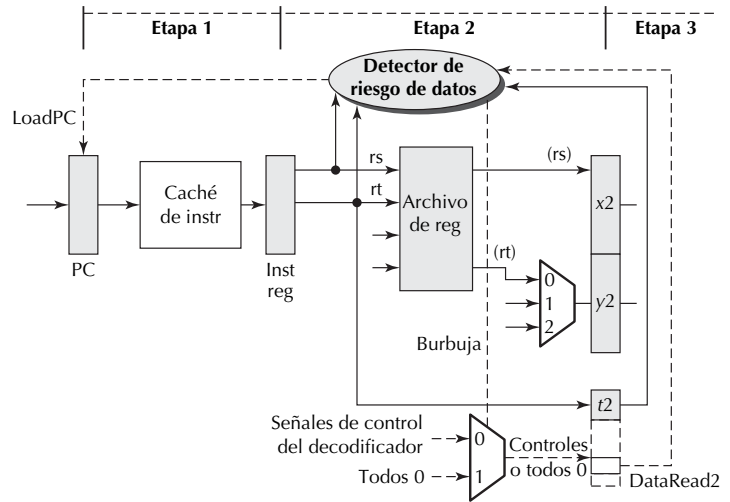 Etapa 1
Etapa 2
Etapa 3
Detector de
riesgo de datos
LoadPC
rs
(rs)
rt
Caché
de instr
Archivo
de reg
x2
PC
Inst
reg
(rt)
0
1
2
y2
Burbuja
t2
Señales de control
del decodificador
0
Controles
o todos 0
Todos 0
1
DataRead2